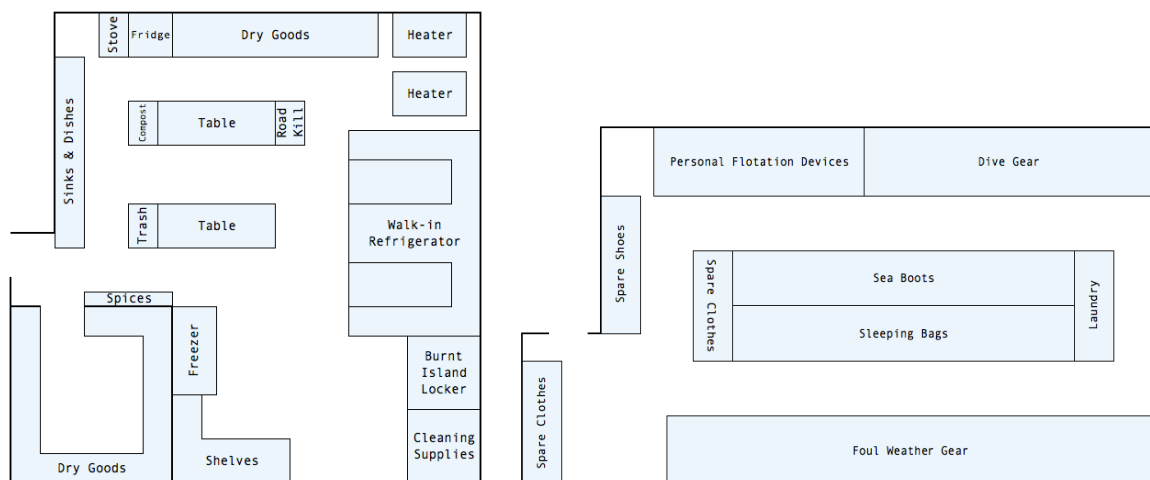 Stove
Fridge
Dry Goods
Heater
Heater
Sinks & Dishes
Compost
Table
Road
Kill
Trash
Table
Walk-in
Refrigerator
Spices
Freezer
Burnt
Island
Locker
Cleaning
Supplies
Dry Goods
Shelves
Personal Flotation Devices
Dive Gear
Spare Shoes
Spare Clothes
Sea Boots
Sleeping Bags
Laundry
Spare Clothes
Foul Weather Gear